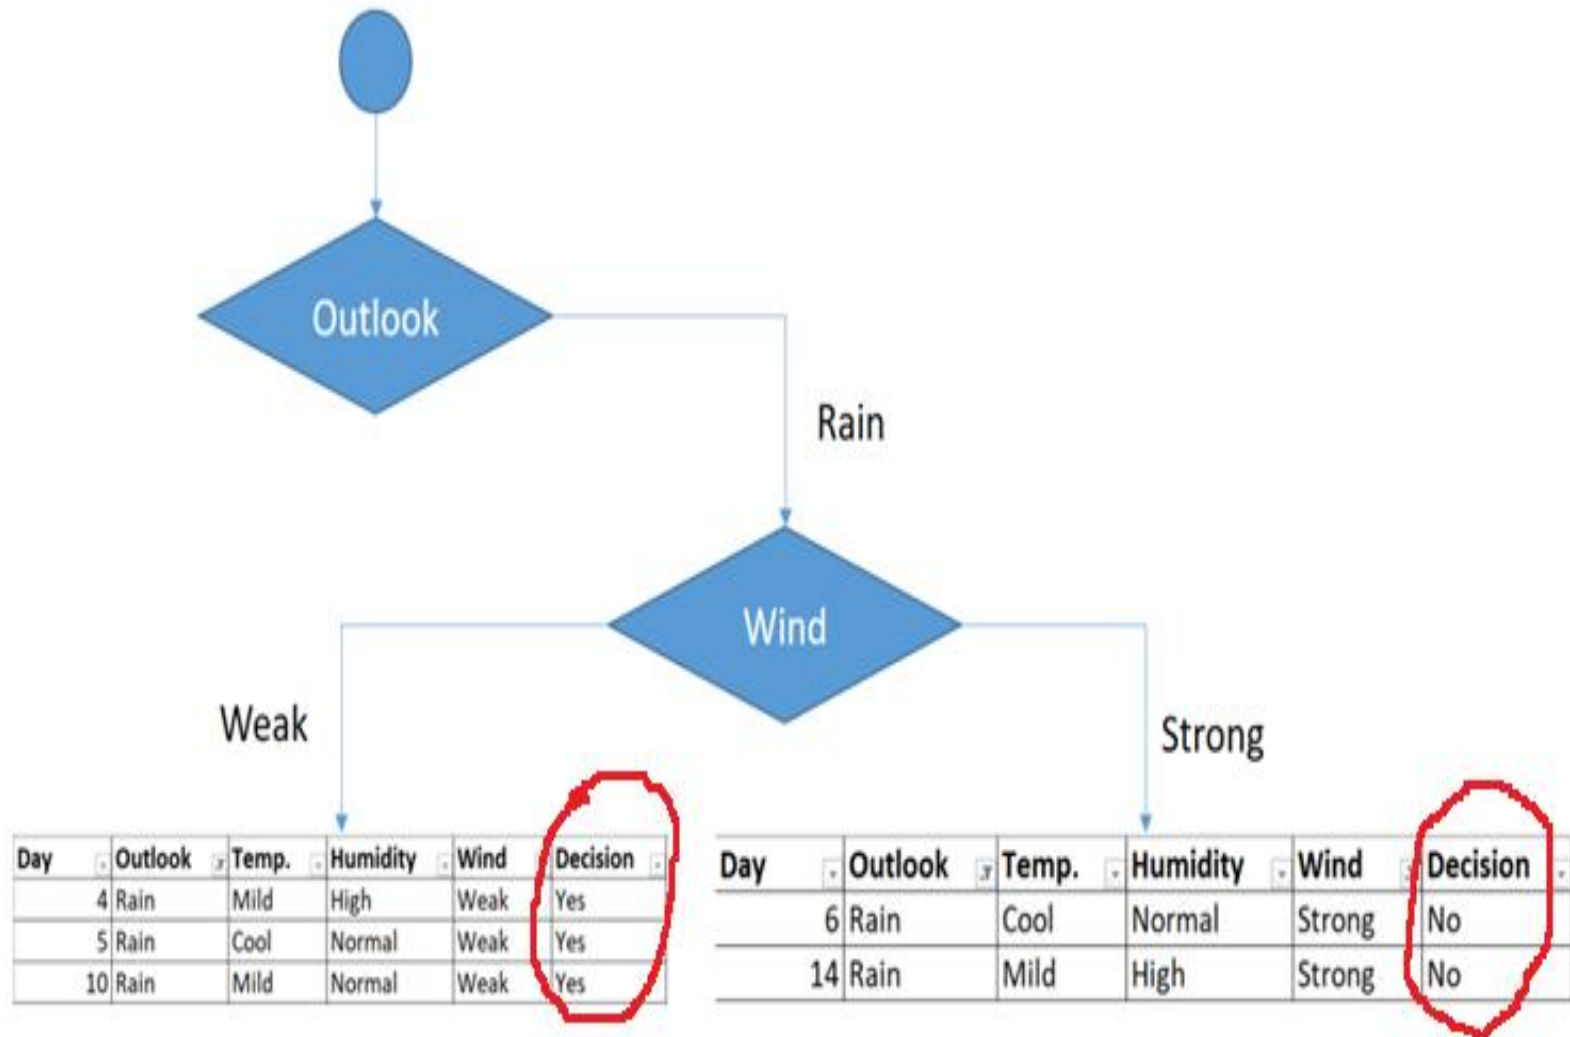 Outlook
Rain
Wind
Weak
Strong
Day Outlook Temp. Humidity Wind Decision
4 Rain Mild High Weak Yes
5 Rain Cool Normal Weak Yes
10 Rain Mild Normal Weak Yes
Day Outlook Temp. Humidity Wind Decision
6 Rain Cool Normal Strong No
14 Rain Mild High Strong No